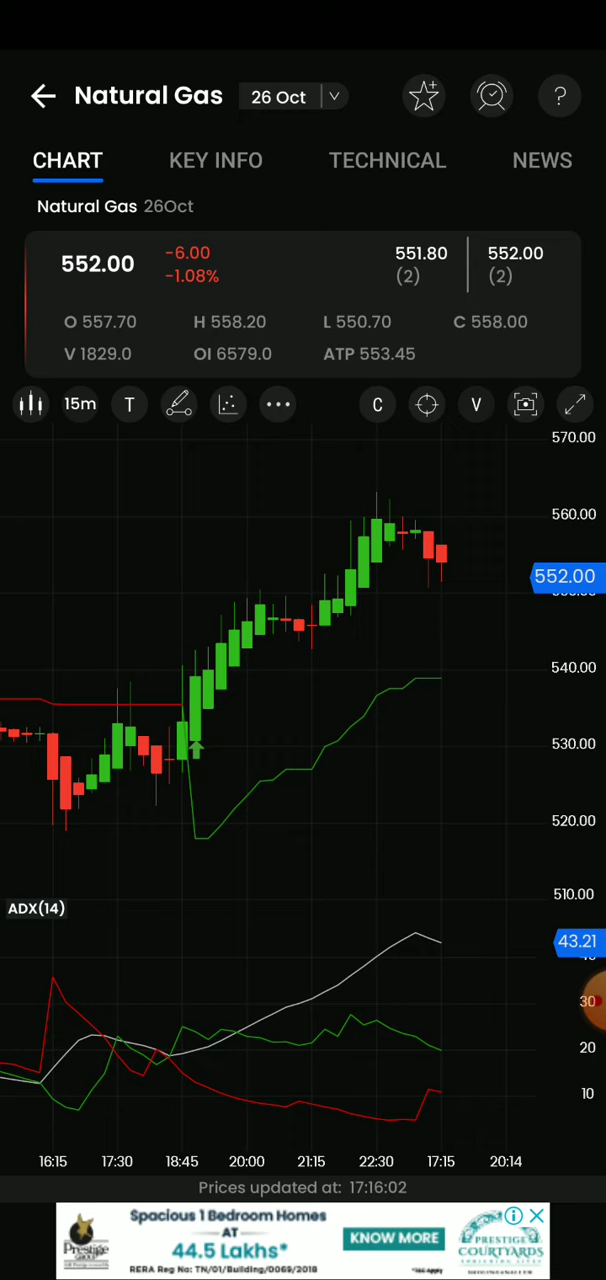 Natural Gas 26 Oct
CHART KEY INFO TECHNICAL NEWS
Natural Gas 26Oct
552.00 -6.00 -1.08% 551.80 (2) 552.00 (2)
O 557.70 H 558.20 L 550.70 C 558.00
V 1829.0 OI 6579.0 ATP 553.45
15m T C V
570.00
560.00
552.00
540.00
530.00
520.00
510.00
ADX(14)
43.21
30
20
10
16:15 17:30 18:45 20:00 21:15 22:30 17:15 20:14
Prices updated at: 17:16:02
Prestige GROUP
Spacious 1 Bedroom Homes
AT
44.5 Lakhs*
RERA Reg No: TN/01/Building/0069/2018
KNOW MORE
PRESTIGE
COURTYARDS